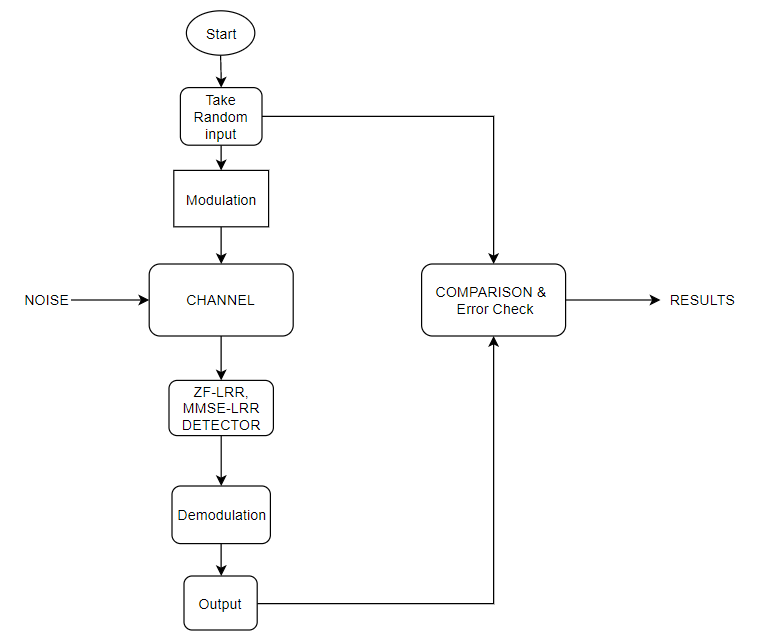 Start
Take
Random
input
Modulation
NOISE
CHANNEL
COMPARISON &
Error Check
RESULTS
ZF-LRR,
MMSE-LRR
DETECTOR
Demodulation
Output